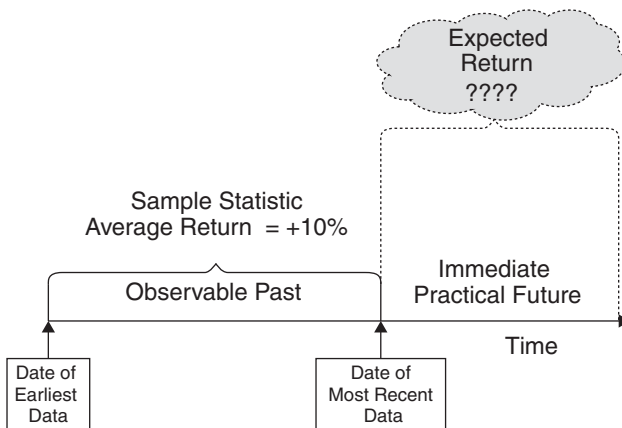 Expected
Return
????
Sample Statistic
Average Return = +10%
Observable Past
Immediate
Practical Future
Time
Date of
Earliest
Data
Date of
Most Recent
Data